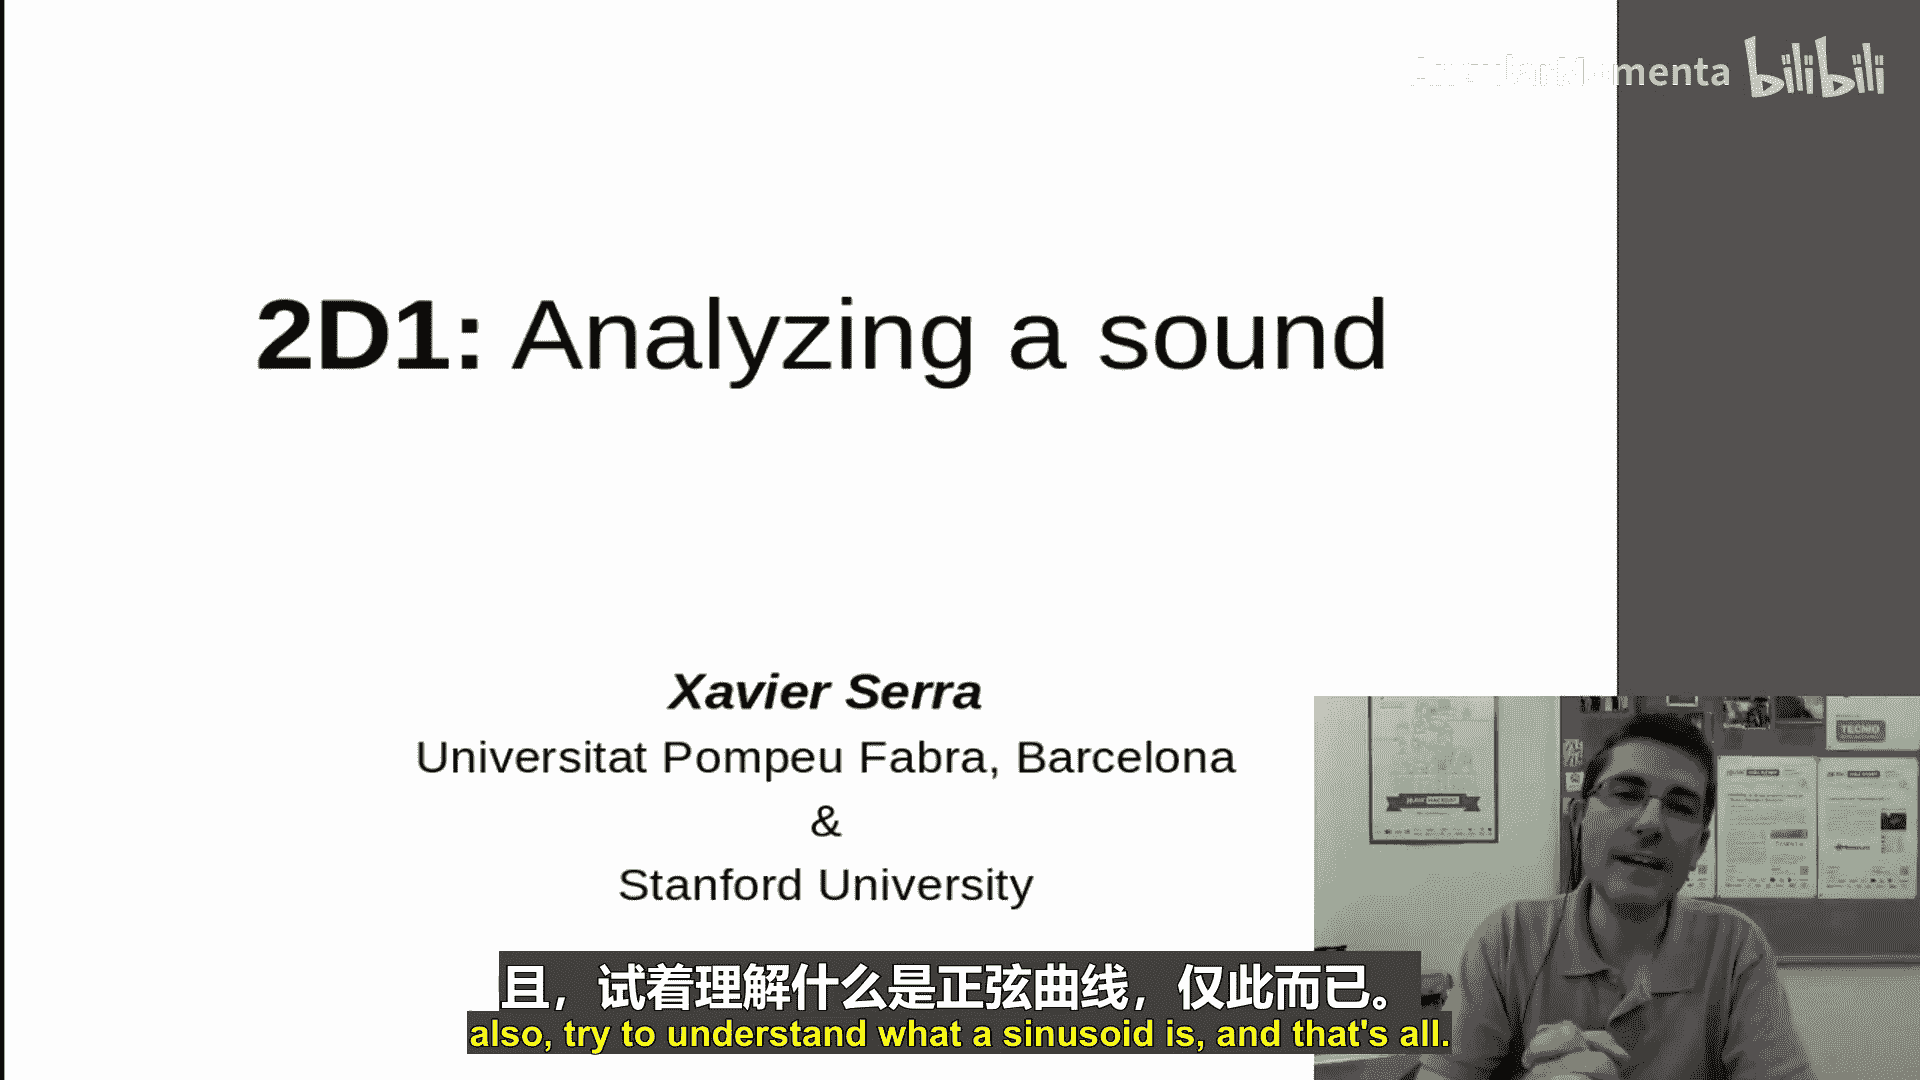 menta bilibili
2D1: Analyzing a sound
Xavier Serra
Universitat Pompeu Fabra, Barcelona
&
Stanford University
TECNIO
且，试着理解什么是正弦曲线，仅此而已。
also, try to understand what a sinusoid is, and that's all.